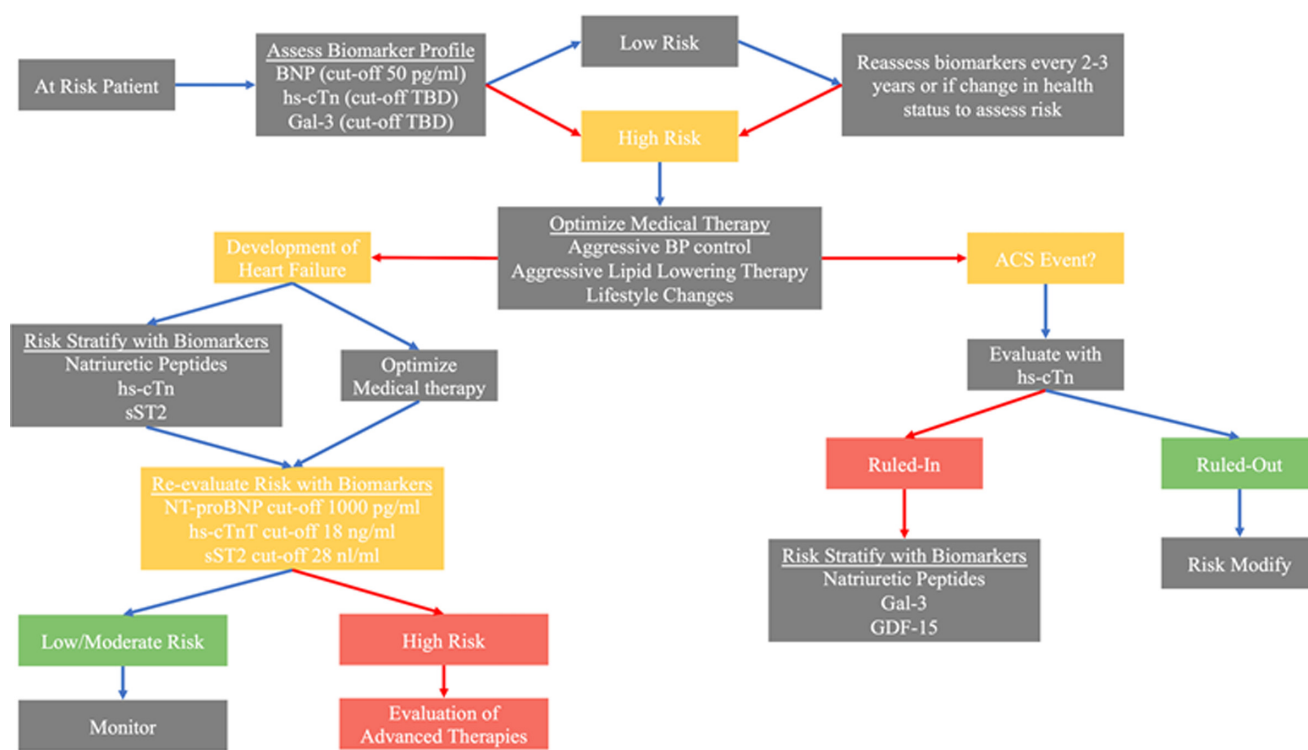 At Risk Patient
Assess Biomarker Profile
BNP (cut-off 50 pg/ml)
hs-cTn (cut-off TBD)
Gal-3 (cut-off TBD)
Low Risk
Reassess biomarkers every 2-3
years or if change in health
status to assess risk
High Risk
Optimize Medical Therapy
Aggressive BP control
Aggressive Lipid Lowering Therapy
Lifestyle Changes
Development of
Heart Failure
ACS Event?
Risk Stratify with Biomarkers
Natriuretic Peptides
hs-cTn
sST2
Optimize
Medical therapy
Evaluate with
hs-cTn
Re-evaluate Risk with Biomarkers
NT-proBNP cut-off 1000 pg/ml
hs-cTnT cut-off 18 ng/ml
sST2 cut-off 28 nl/ml
Ruled-In
Ruled-Out
Risk Stratify with Biomarkers
Natriuretic Peptides
Gal-3
GDF-15
Risk Modify
Low/Moderate Risk
High Risk
Monitor
Evaluation of
Advanced Therapies